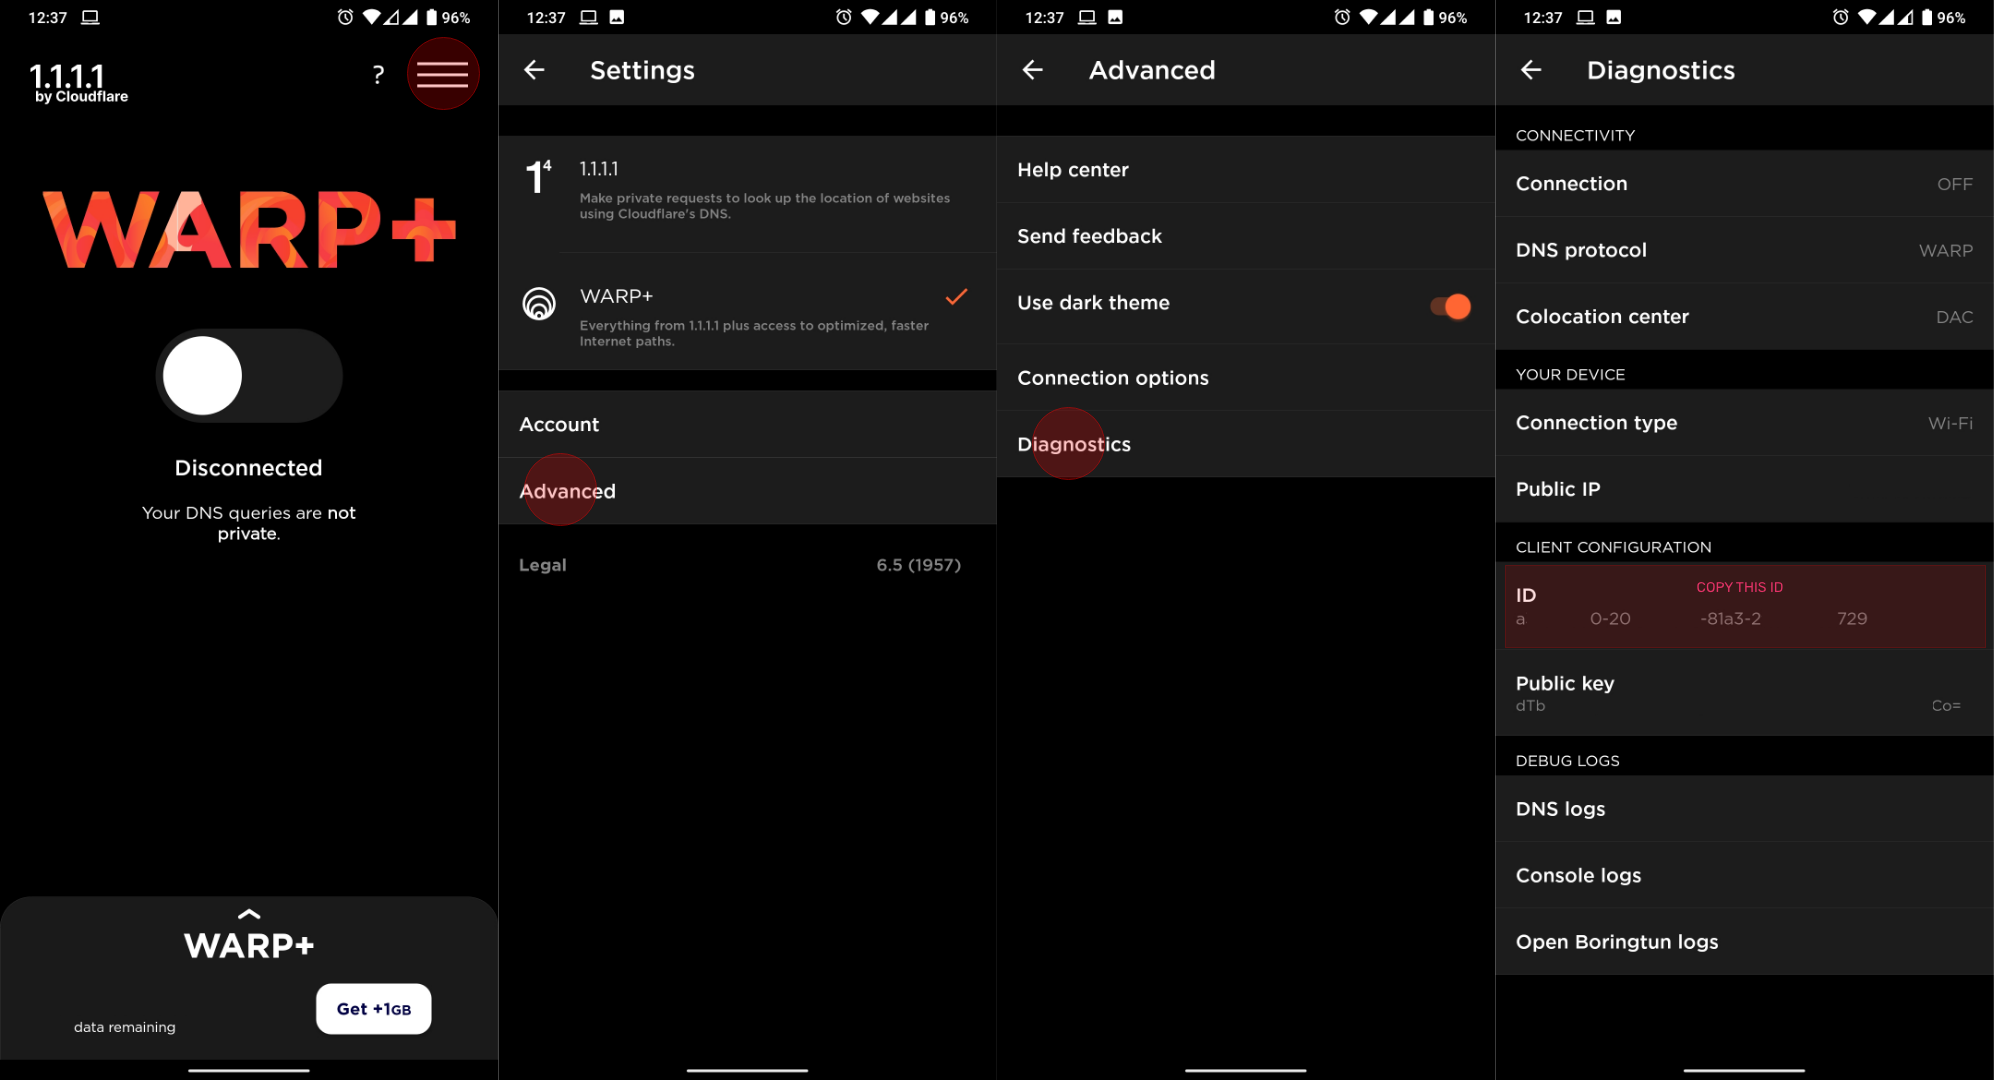 12:37
96%
1.1.1.1
by Cloudflare
?
WARP+
Disconnected
Your DNS queries are not
private.
WARP+
Get +1GB
data remaining
12:37
96%
Settings
1⁴
1.1.1.1
Make private requests to look up the location of websites
using Cloudflare's DNS.
WARP+
Everything from 1.1.1.1 plus access to optimized, faster
Internet paths.
Account
Advanced
Legal 6.5 (1957)
12:37
96%
Advanced
Help center
Send feedback
Use dark theme
Connection options
Diagnostics
12:37
96%
Diagnostics
CONNECTIVITY
Connection OFF
DNS protocol WARP
Colocation center DAC
YOUR DEVICE
Connection type Wi-Fi
Public IP
CLIENT CONFIGURATION
COPY THIS ID
ID
a 0-20 -81a3-2 729
Public key
dTb Co=
DEBUG LOGS
DNS logs
Console logs
Open Boringtun logs